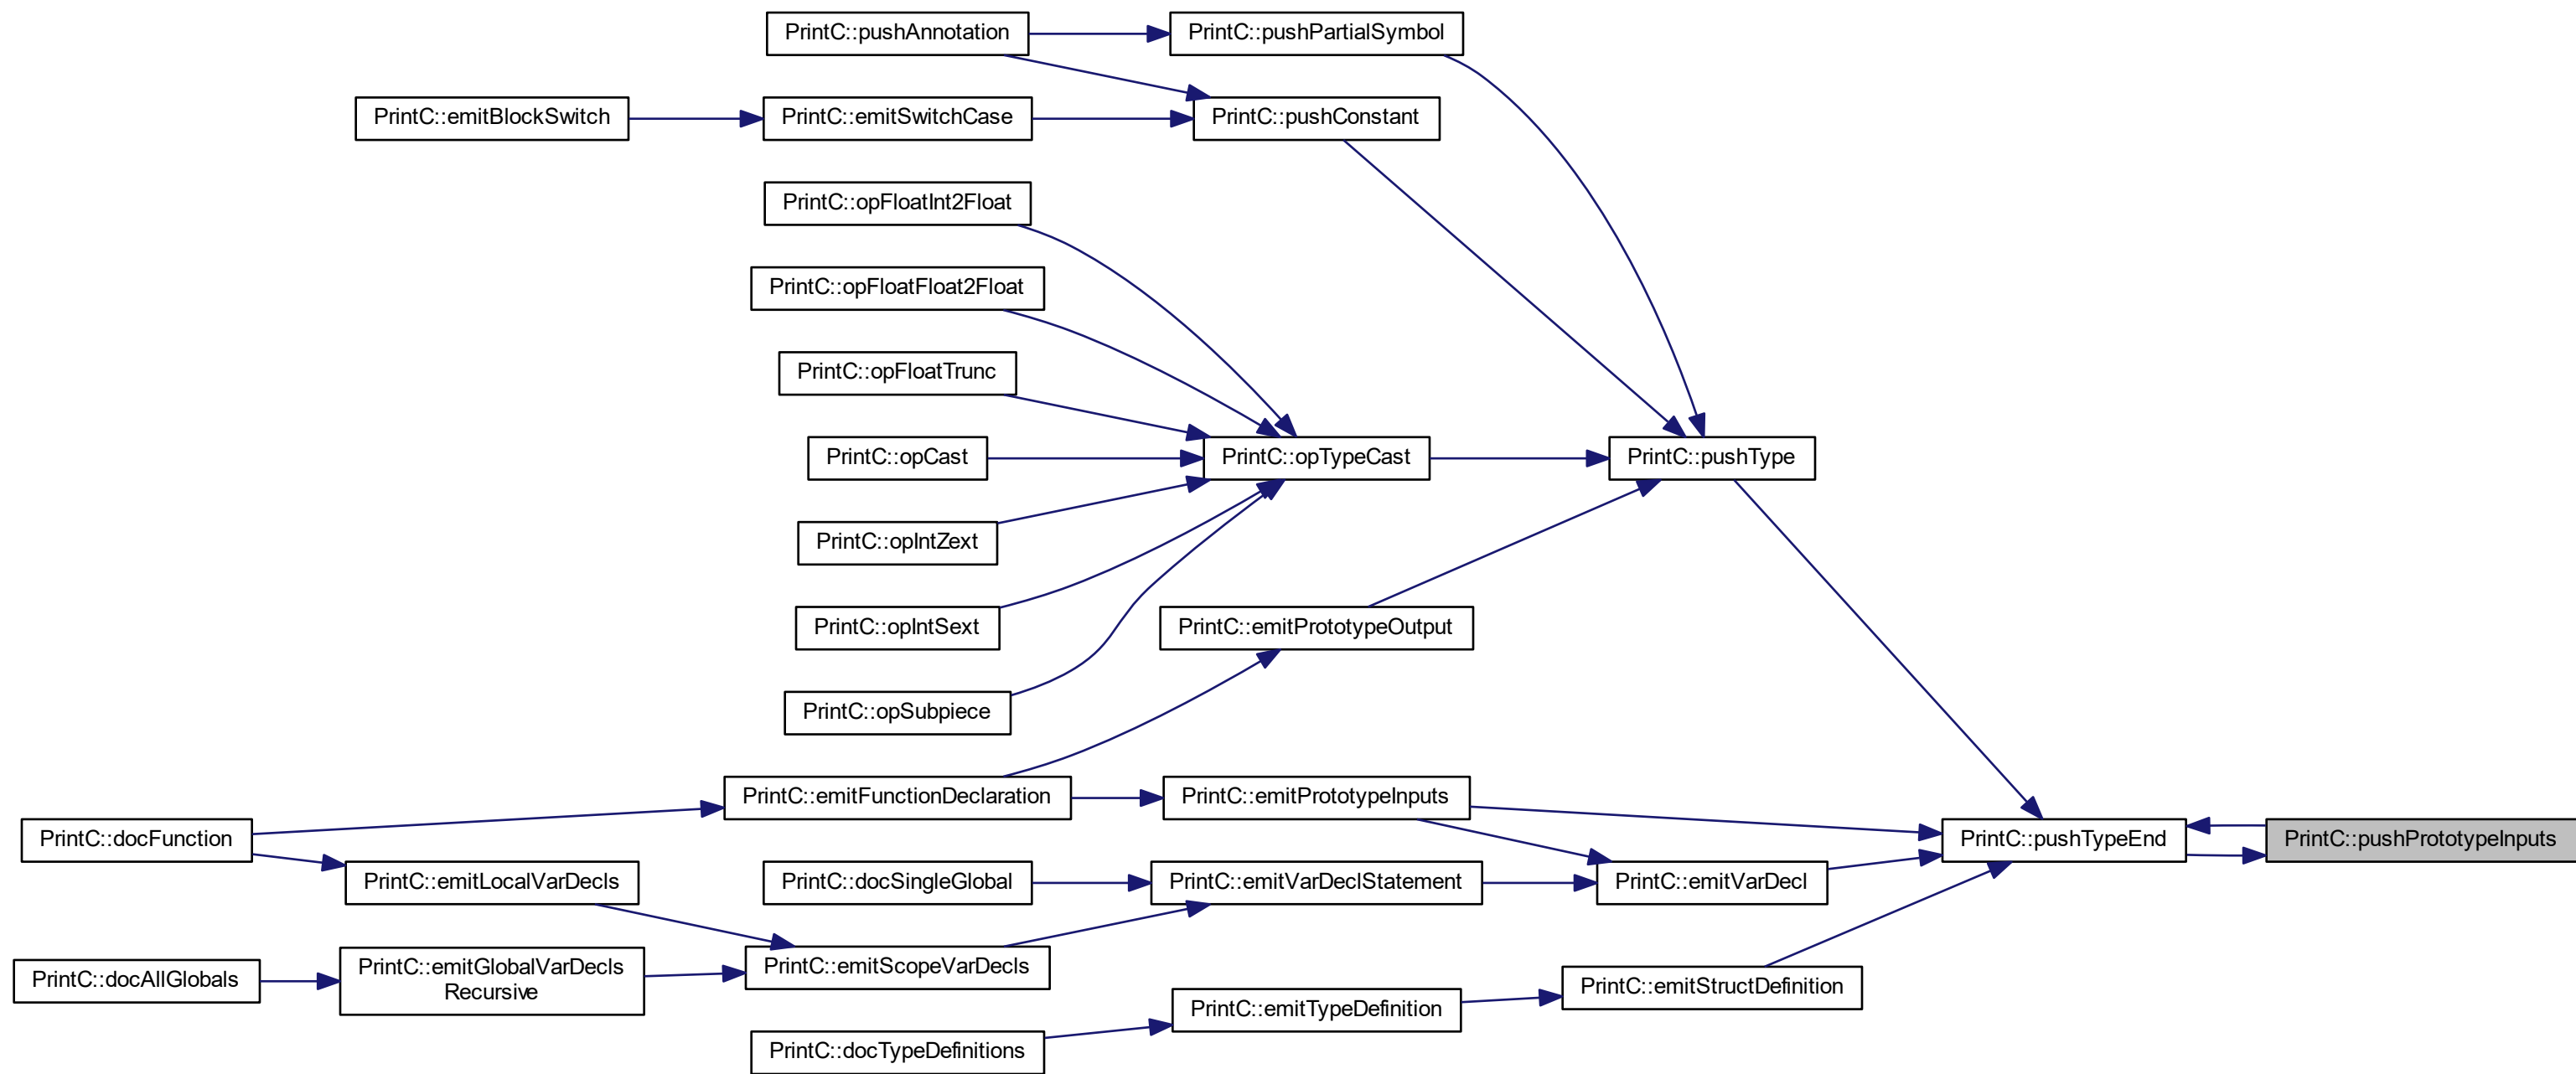 PrintC::pushAnnotation
PrintC::pushPartialSymbol
PrintC::emitBlockSwitch
PrintC::emitSwitchCase
PrintC::pushConstant
PrintC::opFloatInt2Float
PrintC::opFloatFloat2Float
PrintC::opFloatTrunc
PrintC::opCast
PrintC::opTypeCast
PrintC::pushType
PrintC::opIntZext
PrintC::opIntSext
PrintC::emitPrototypeOutput
PrintC::opSubpiece
PrintC::emitFunctionDeclaration
PrintC::emitPrototypeInputs
PrintC::docFunction
PrintC::pushTypeEnd
PrintC::pushPrototypeInputs
PrintC::emitLocalVarDecls
PrintC::docSingleGlobal
PrintC::emitVarDeclStatement
PrintC::emitVarDecl
PrintC::docAllGlobals
PrintC::emitGlobalVarDecls
Recursive
PrintC::emitScopeVarDecls
PrintC::emitStructDefinition
PrintC::emitTypeDefinition
PrintC::docTypeDefinitions